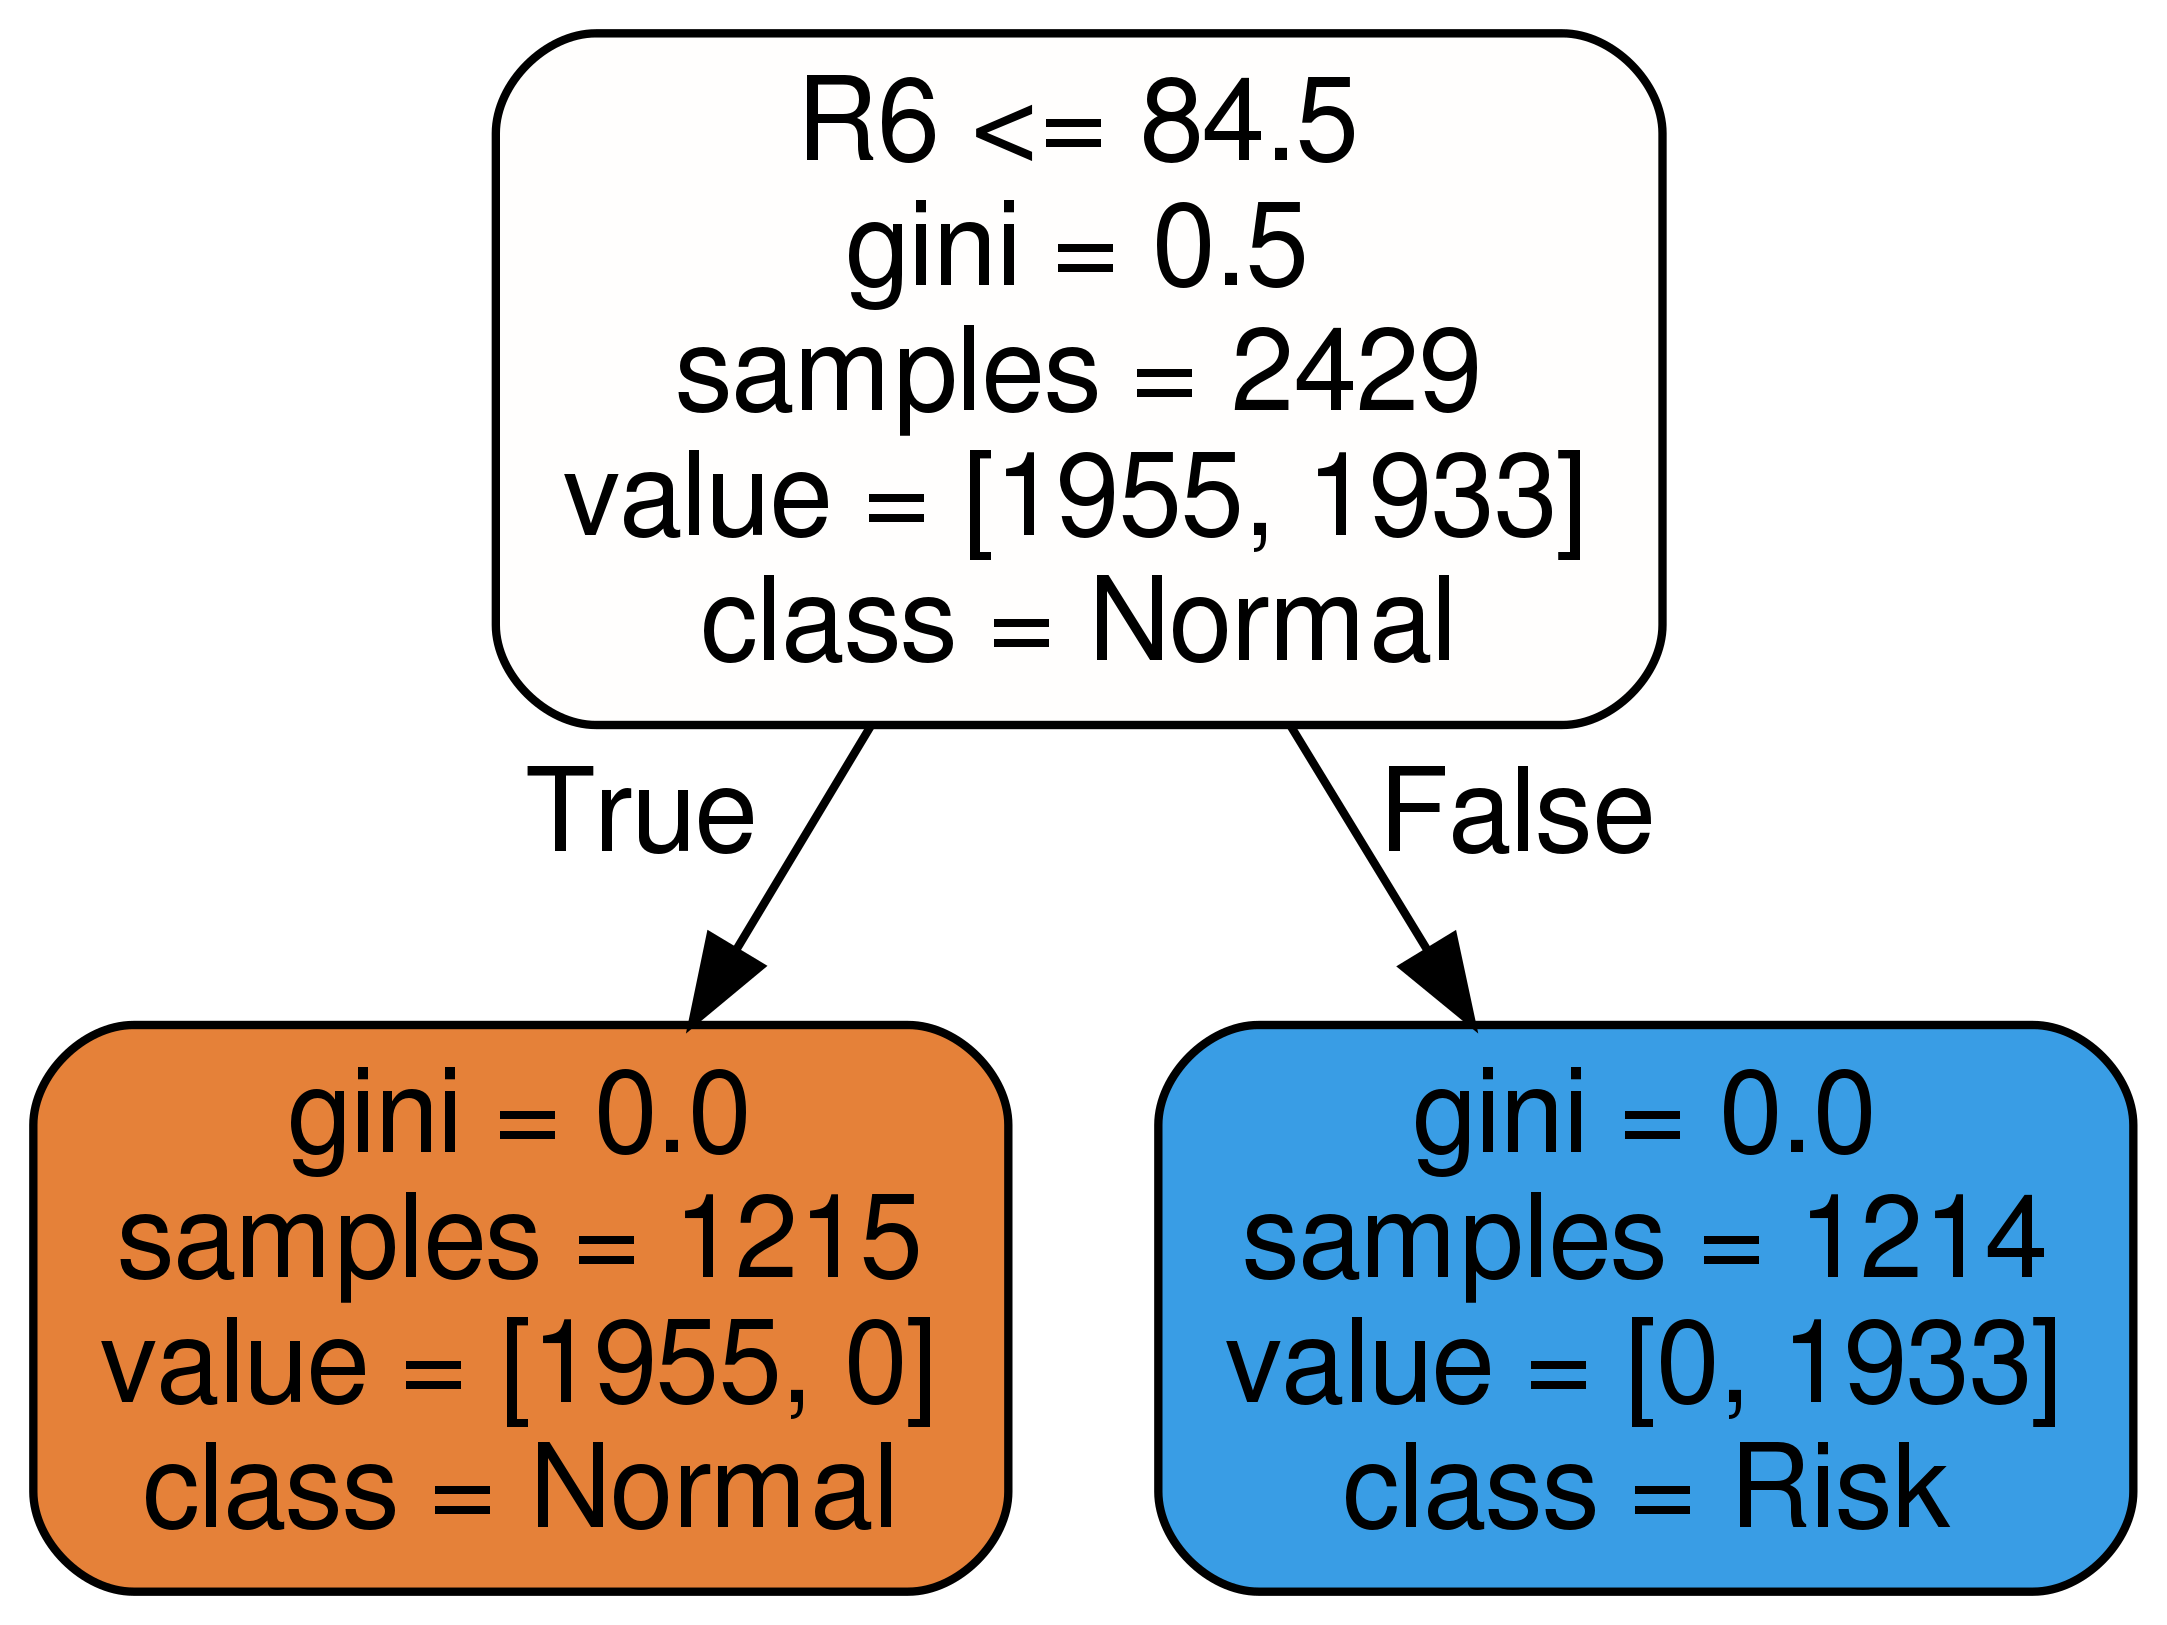 R6 <= 84.5
gini = 0.5
samples = 2429
value = [1955, 1933]
class = Normal
True
False
gini = 0.0
samples = 1215
value = [1955, 0]
class = Normal
gini = 0.0
samples = 1214
value = [0, 1933]
class = Risk